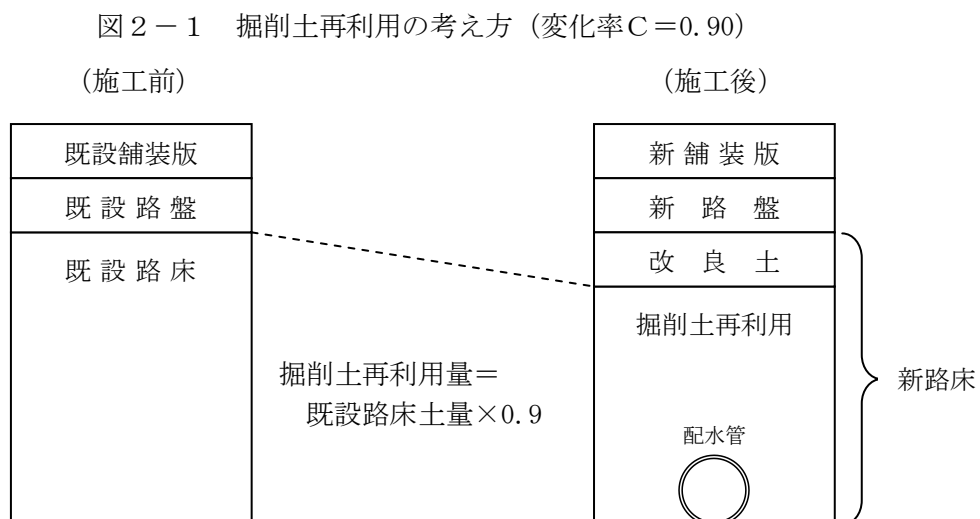 図２－１　掘削土再利用の考え方（変化率Ｃ＝0.90）
（施工前）
（施工後）
既設舗装版
既設路盤
既設路床
新舗装版
新路盤
改良土
掘削土再利用
掘削土再利用量＝
既設路床土量×0.9
新路床
配水管